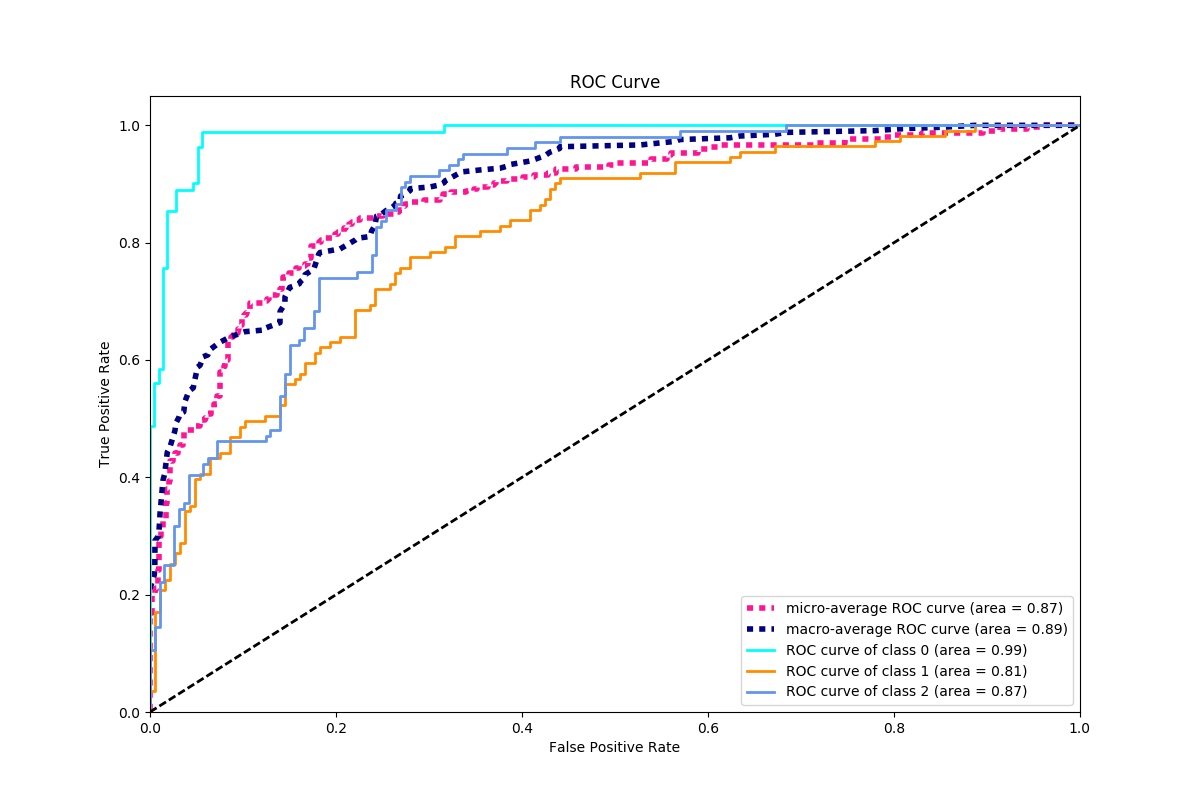 ROC Curve
1.0
0.8
0.6
0.4
0.2
0.0
True Positive Rate
micro-average ROC curve (area = 0.87)
macro-average ROC curve (area = 0.89)
ROC curve of class 0 (area = 0.99)
ROC curve of class 1 (area = 0.81)
ROC curve of class 2 (area = 0.87)
0.0 0.2 0.4 0.6 0.8 1.0
False Positive Rate